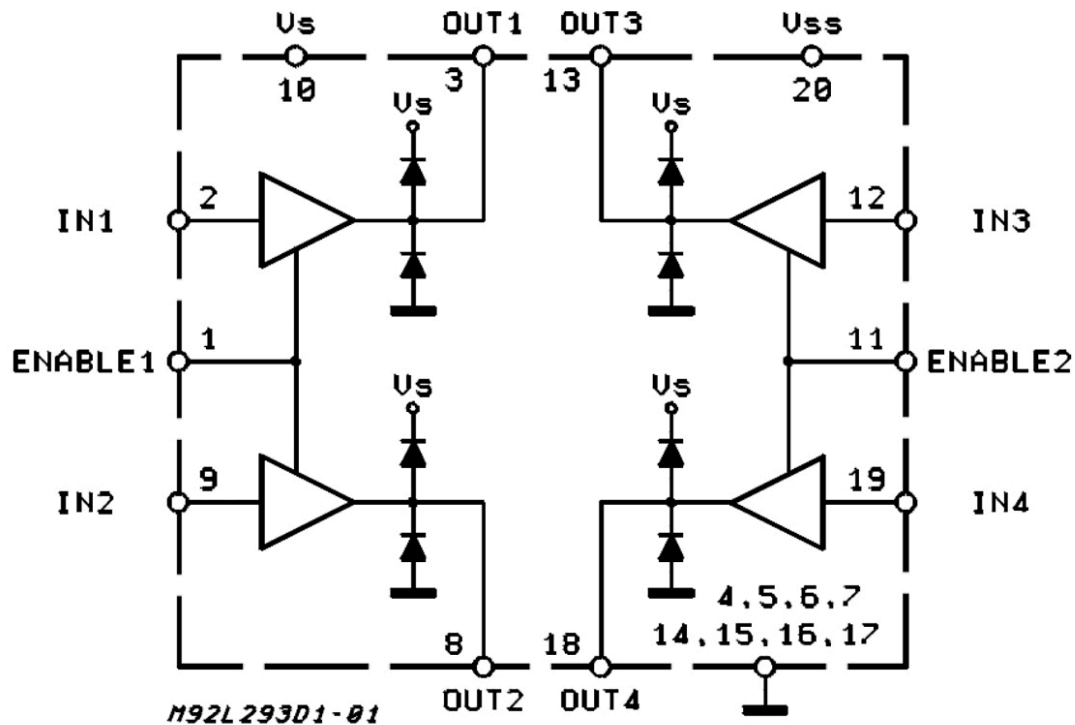 Vs OUT1 OUT3 Vss
10 3 13 20
Vs Vs
IN1 2 12 IN3
ENABLE1 1 11 ENABLE2
Vs Vs
IN2 9 19 IN4
4,5,6,7
8 18 14,15,16,17
OUT2 OUT4
M92L293D1-01